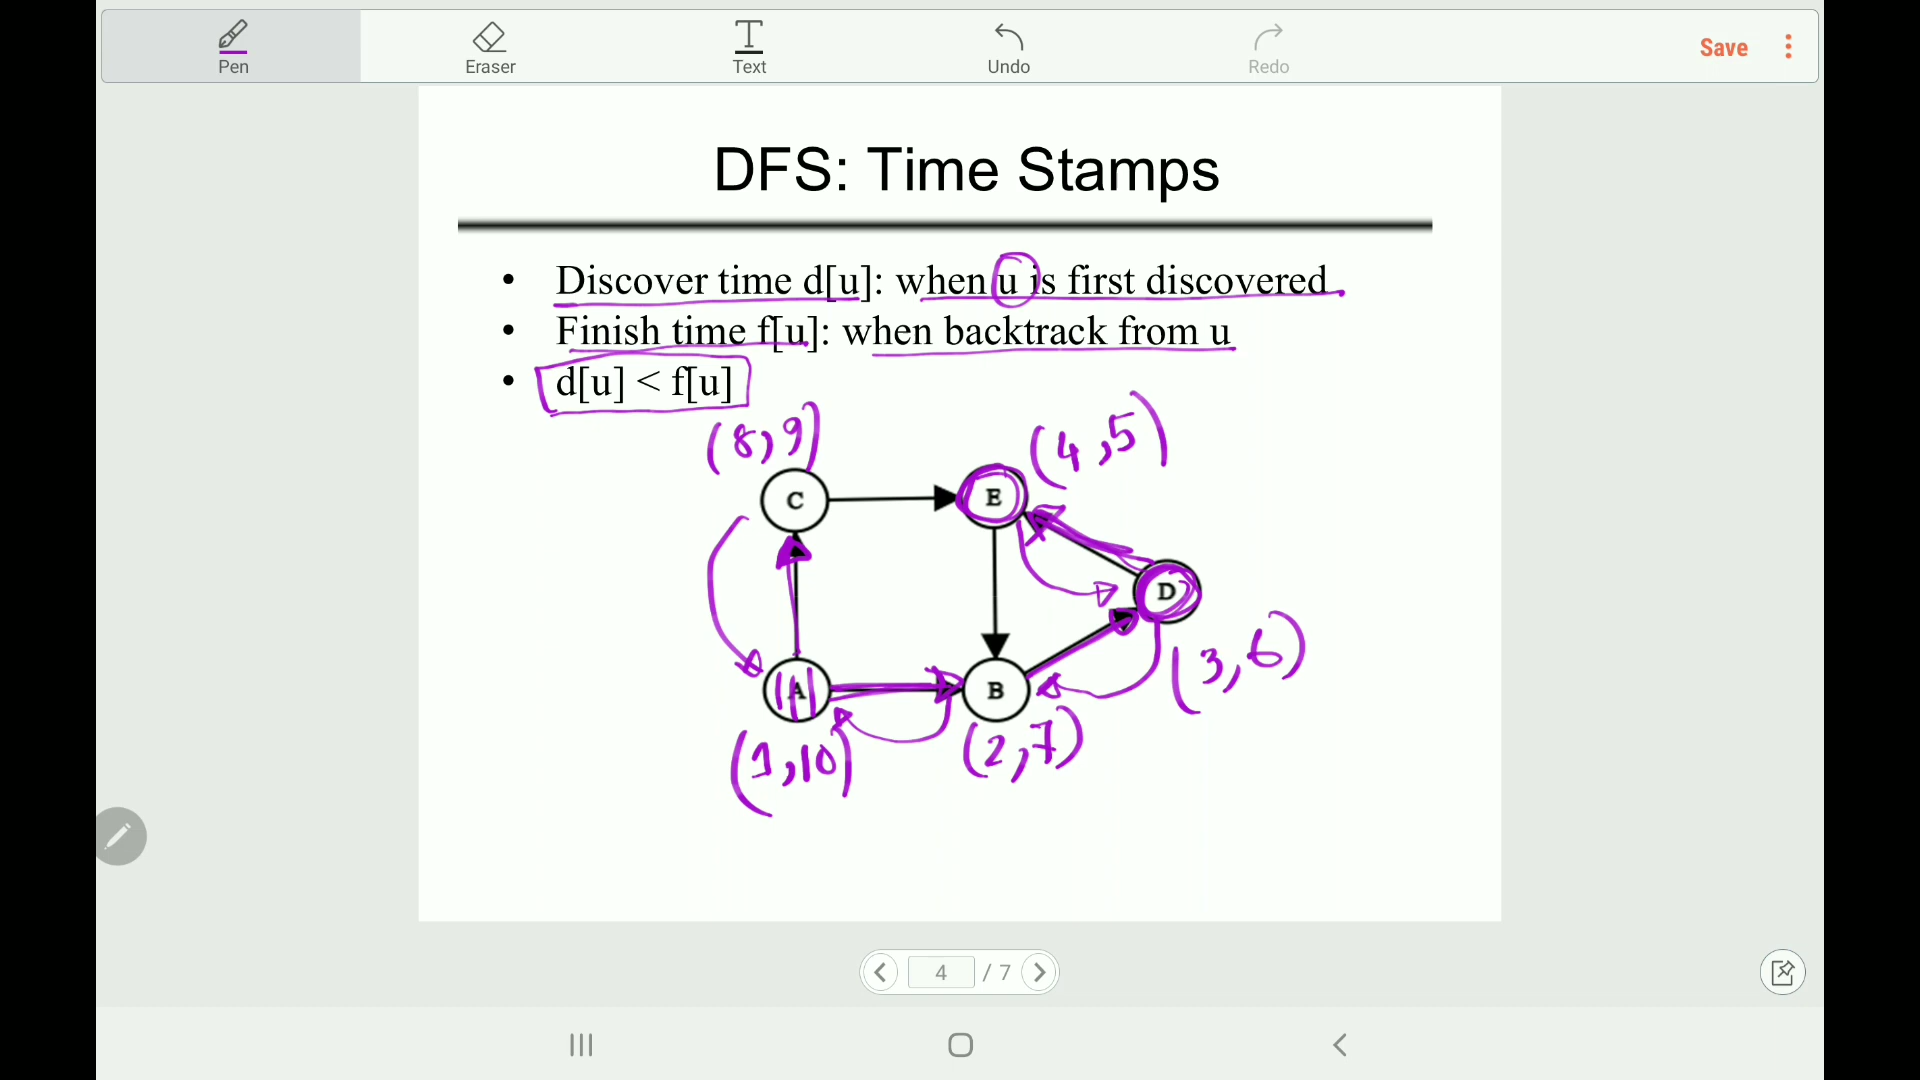 Pen
Eraser
Text
Undo
Redo
Save
DFS: Time Stamps
• Discover time d[u]: when u is first discovered
• Finish time f[u]: when backtrack from u
• d[u] < f[u]
(8,9)
(4,5)
C
E
D
(3,6)
A
B
(1,10)
(2,7)
4 / 7